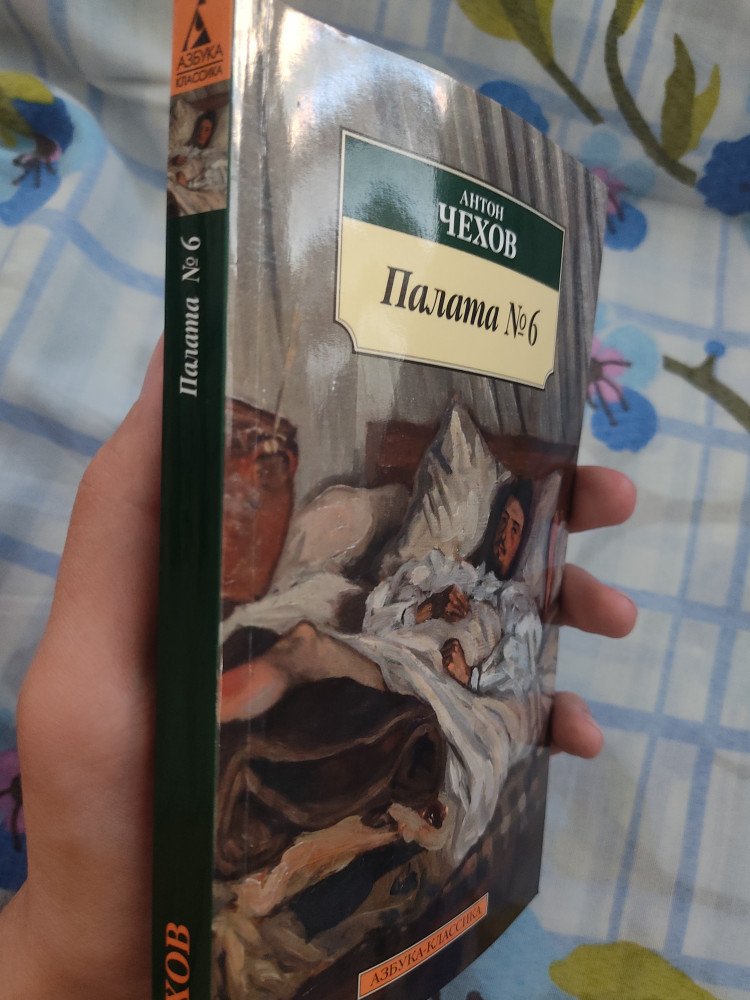 АЗБУКА
КЛАССИКА
Палата № 6
ХОВ
АНТОН
ЧЕХОВ
Палата № 6
АЗБУКА-КЛАССИКА